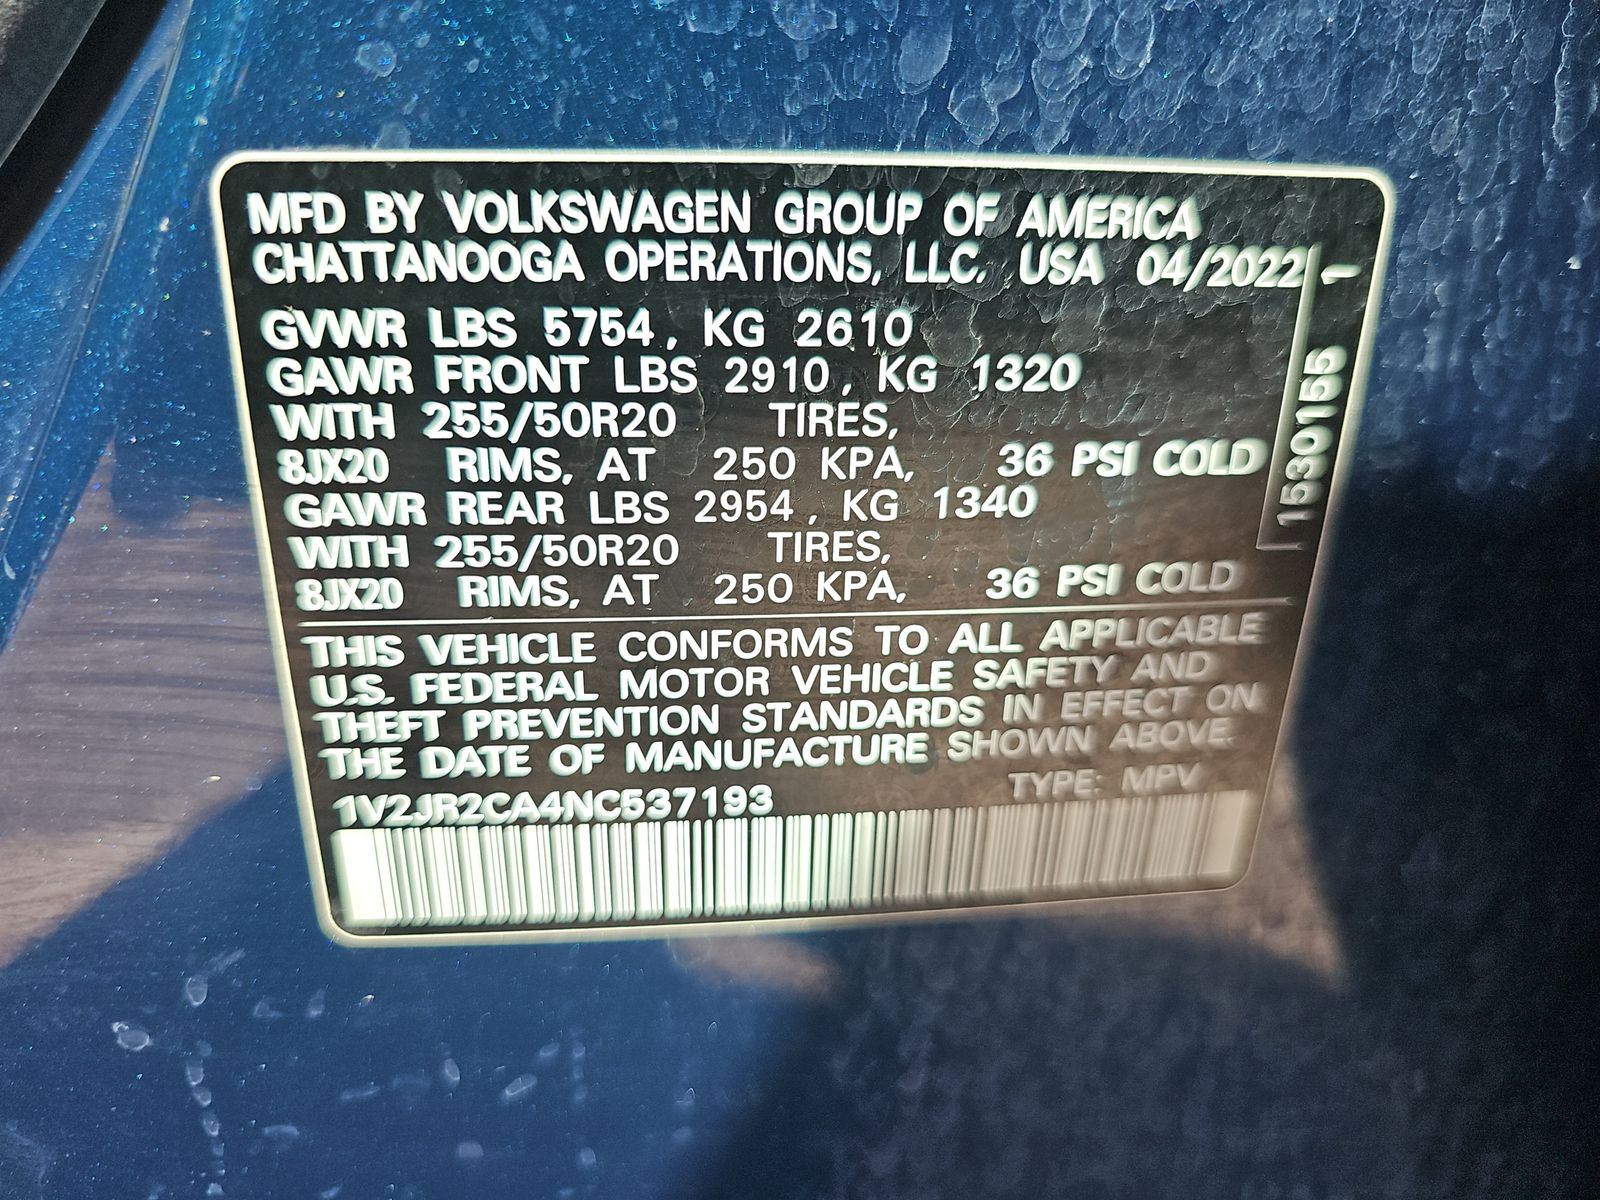 MFD BY VOLKSWAGEN GROUP OF AMERICA
CHATTANOOGA OPERATIONS, LLC. USA 04/2022
GVWR LBS 5754, KG 2610
GAWR FRONT LBS 2910, KG 1320
WITH 255/50R20 TIRES,
8JX20 RIMS, AT 250 KPA, 36 PSI COLD
GAWR REAR LBS 2954, KG 1340
WITH 255/50R20 TIRES,
8JX20 RIMS, AT 250 KPA, 36 PSI COLD
THIS VEHICLE CONFORMS TO ALL APPLICABLE
U.S. FEDERAL MOTOR VEHICLE SAFETY AND
THEFT PREVENTION STANDARDS IN EFFECT ON
THE DATE OF MANUFACTURE SHOWN ABOVE.
1V2JR2CA4NC537193 TYPE: MPV
1530155 1